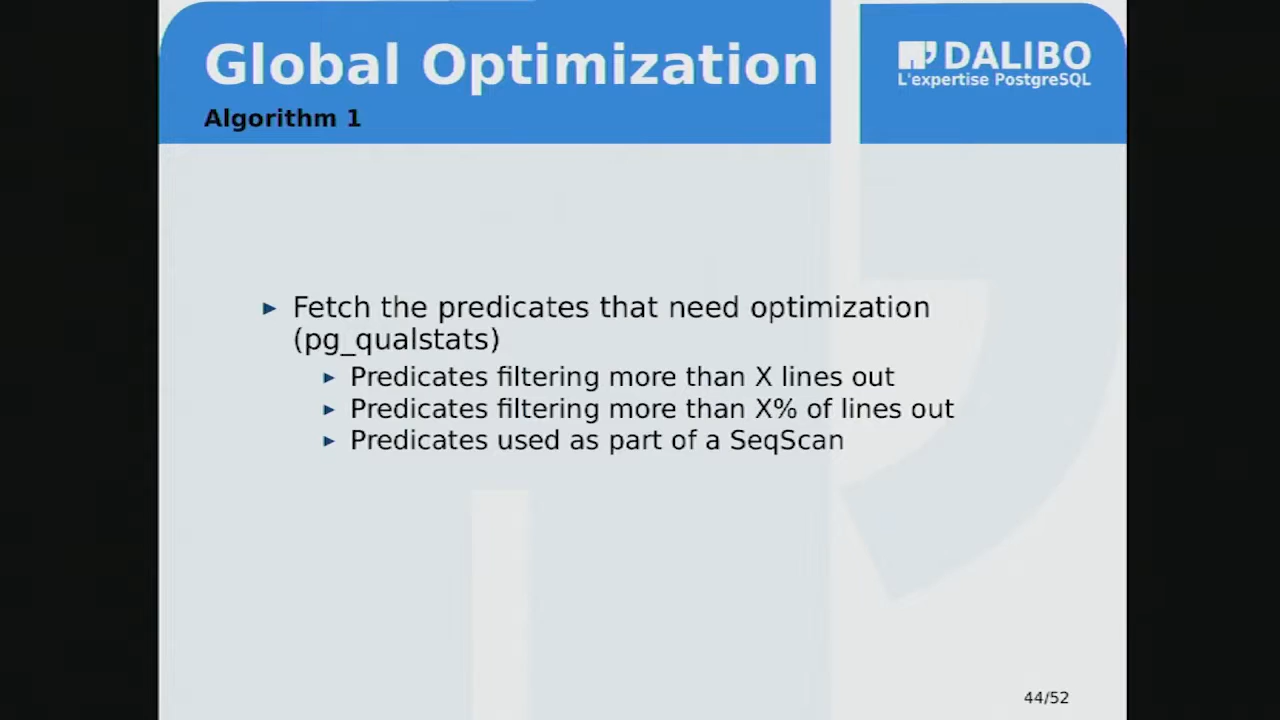 Global Optimization
Algorithm 1
DALIBO
L'expertise PostgreSQL
► Fetch the predicates that need optimization
(pg_qualstats)
► Predicates filtering more than X lines out
► Predicates filtering more than X% of lines out
► Predicates used as part of a SeqScan
44/52